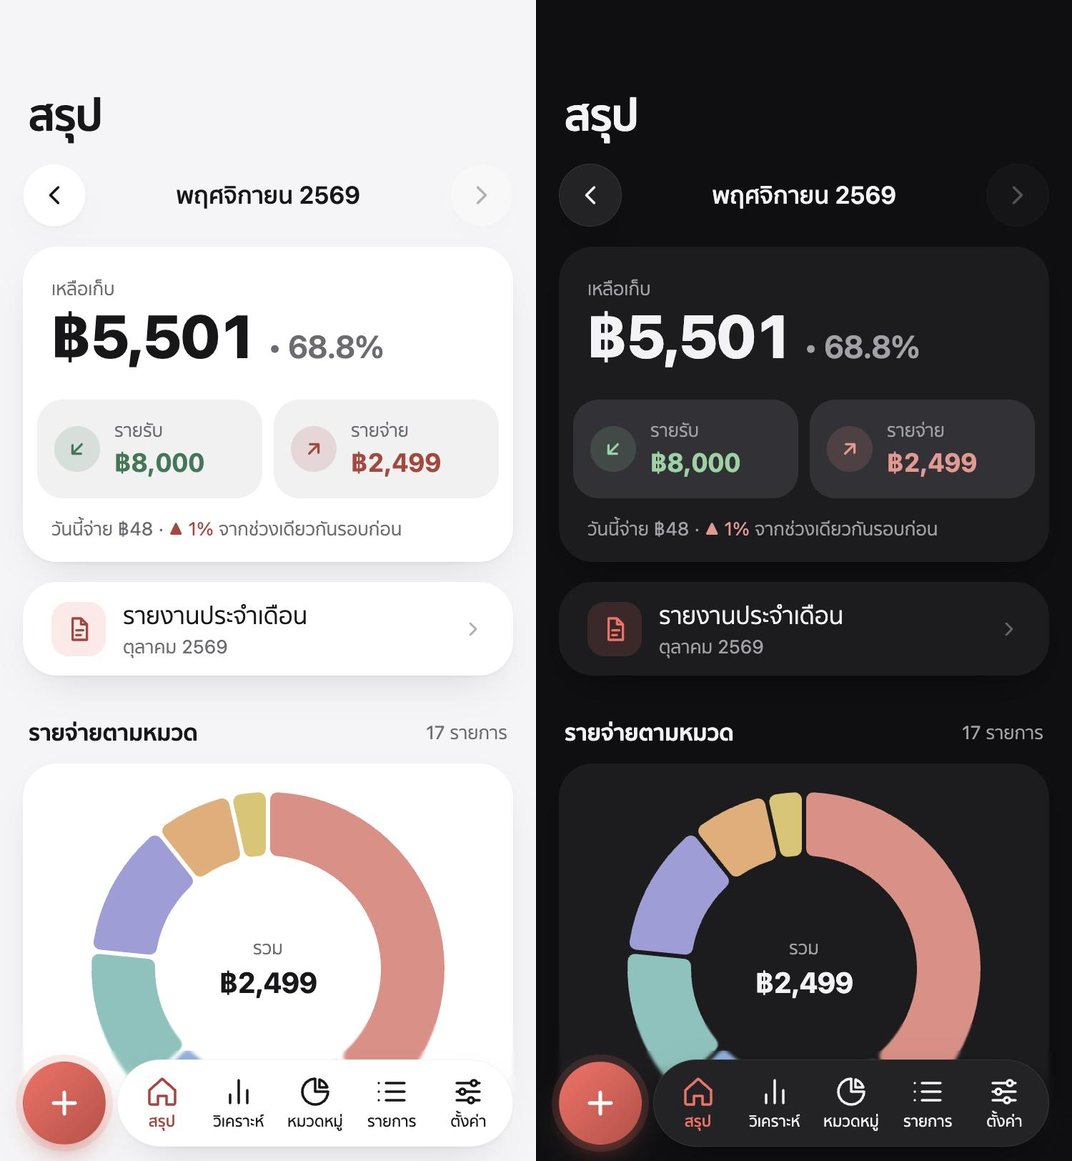 สรุป
พฤศจิกายน 2569
เหลือเก็บ
฿5,501 • 68.8%
รายรับ
฿8,000
รายจ่าย
฿2,499
วันนี้จ่าย ฿48 · ▲ 1% จากช่วงเดียวกันรอบก่อน
รายงานประจำเดือน
ตุลาคม 2569
รายจ่ายตามหมวด 17 รายการ
รวม
฿2,499
สรุป วิเคราะห์ หมวดหมู่ รายการ ตั้งค่า
สรุป
พฤศจิกายน 2569
เหลือเก็บ
฿5,501 • 68.8%
รายรับ
฿8,000
รายจ่าย
฿2,499
วันนี้จ่าย ฿48 · ▲ 1% จากช่วงเดียวกันรอบก่อน
รายงานประจำเดือน
ตุลาคม 2569
รายจ่ายตามหมวด 17 รายการ
รวม
฿2,499
สรุป วิเคราะห์ หมวดหมู่ รายการ ตั้งค่า